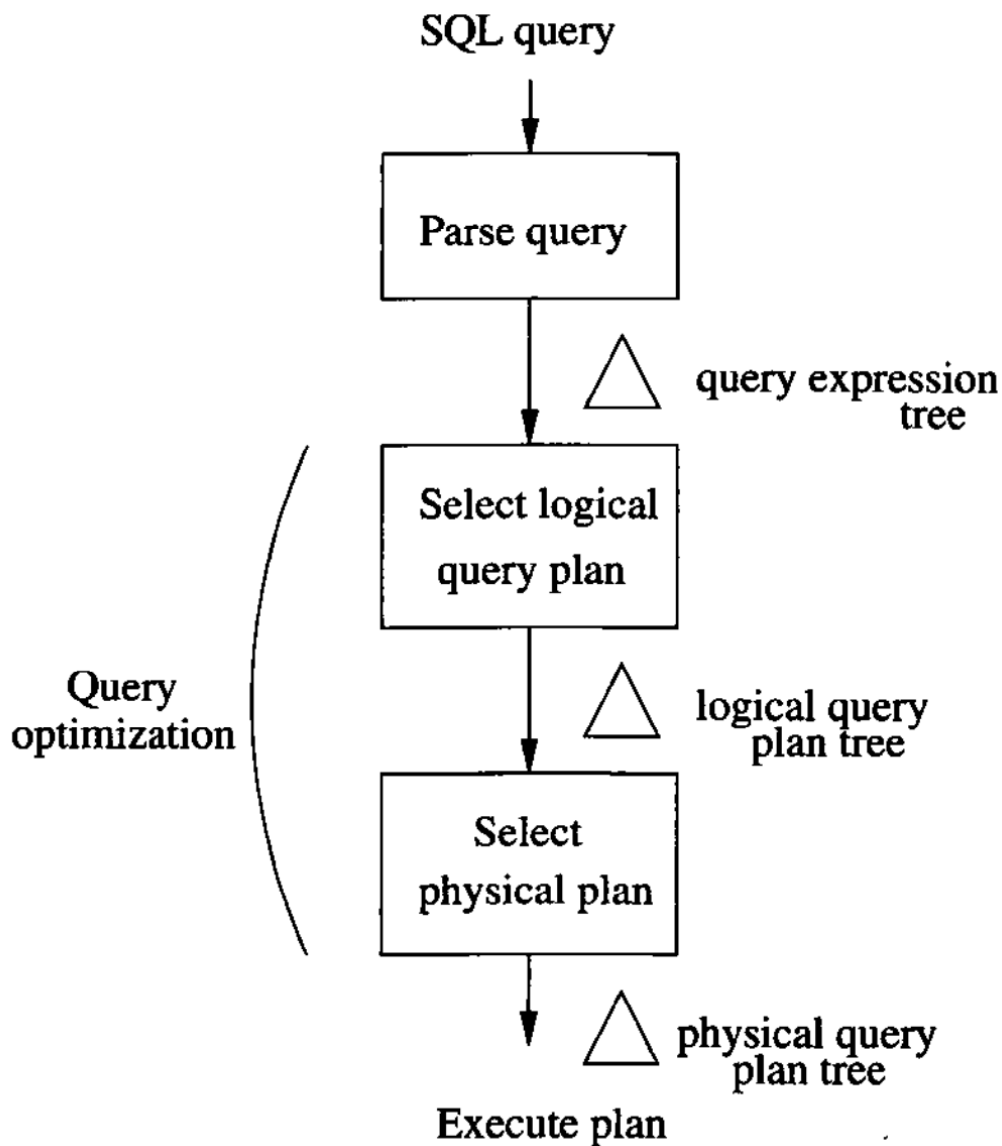 SQL query
Parse query
query expression
tree
Select logical
query plan
Query
optimization
logical query
plan tree
Select
physical plan
physical query
plan tree
Execute plan